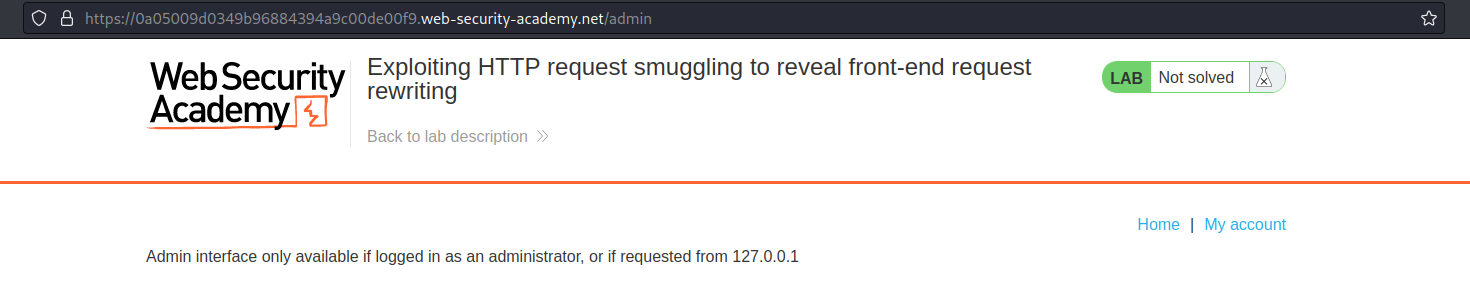 https://0a05009d0349b96884394a9c00de00f9.web-security-academy.net/admin
Web Security
Academy
Exploiting HTTP request smuggling to reveal front-end request
rewriting
LAB Not solved
Back to lab description
Home | My account
Admin interface only available if logged in as an administrator, or if requested from 127.0.0.1